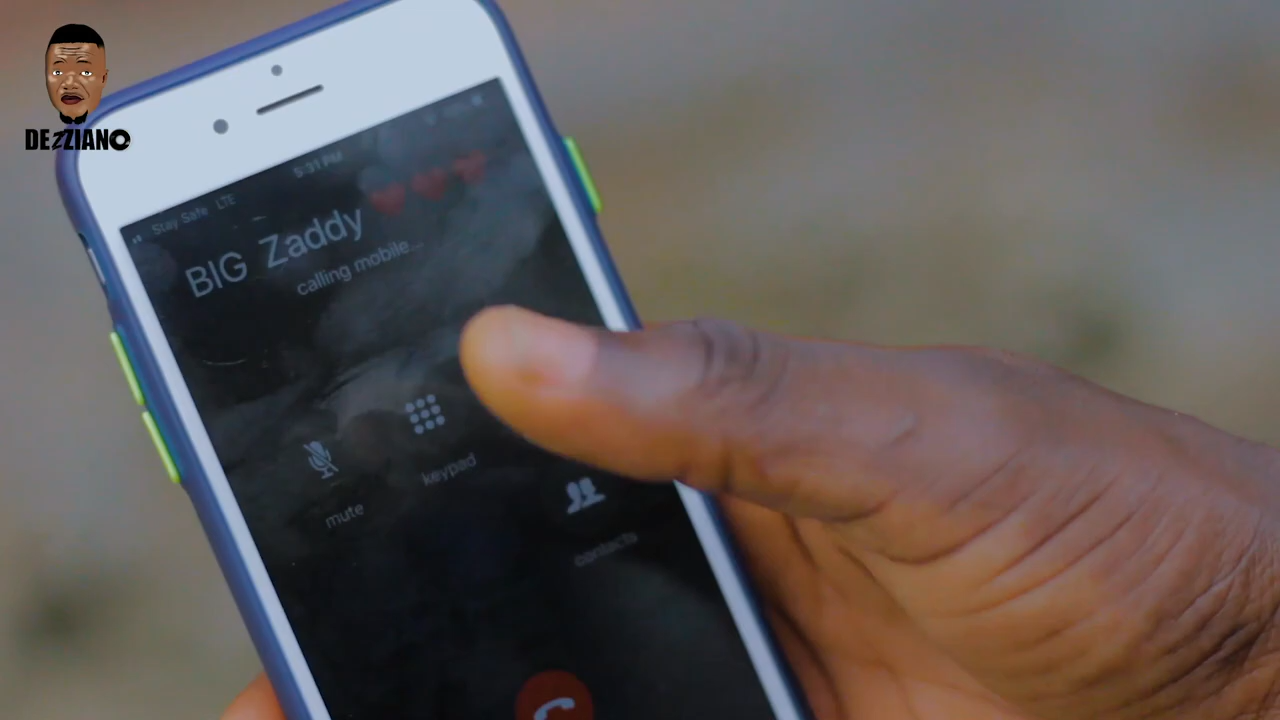 DEzZIANO
Stay Safe LTE
5:31 PM
BIG Zaddy ❤❤❤
calling mobile...
mute
keypad
contacts